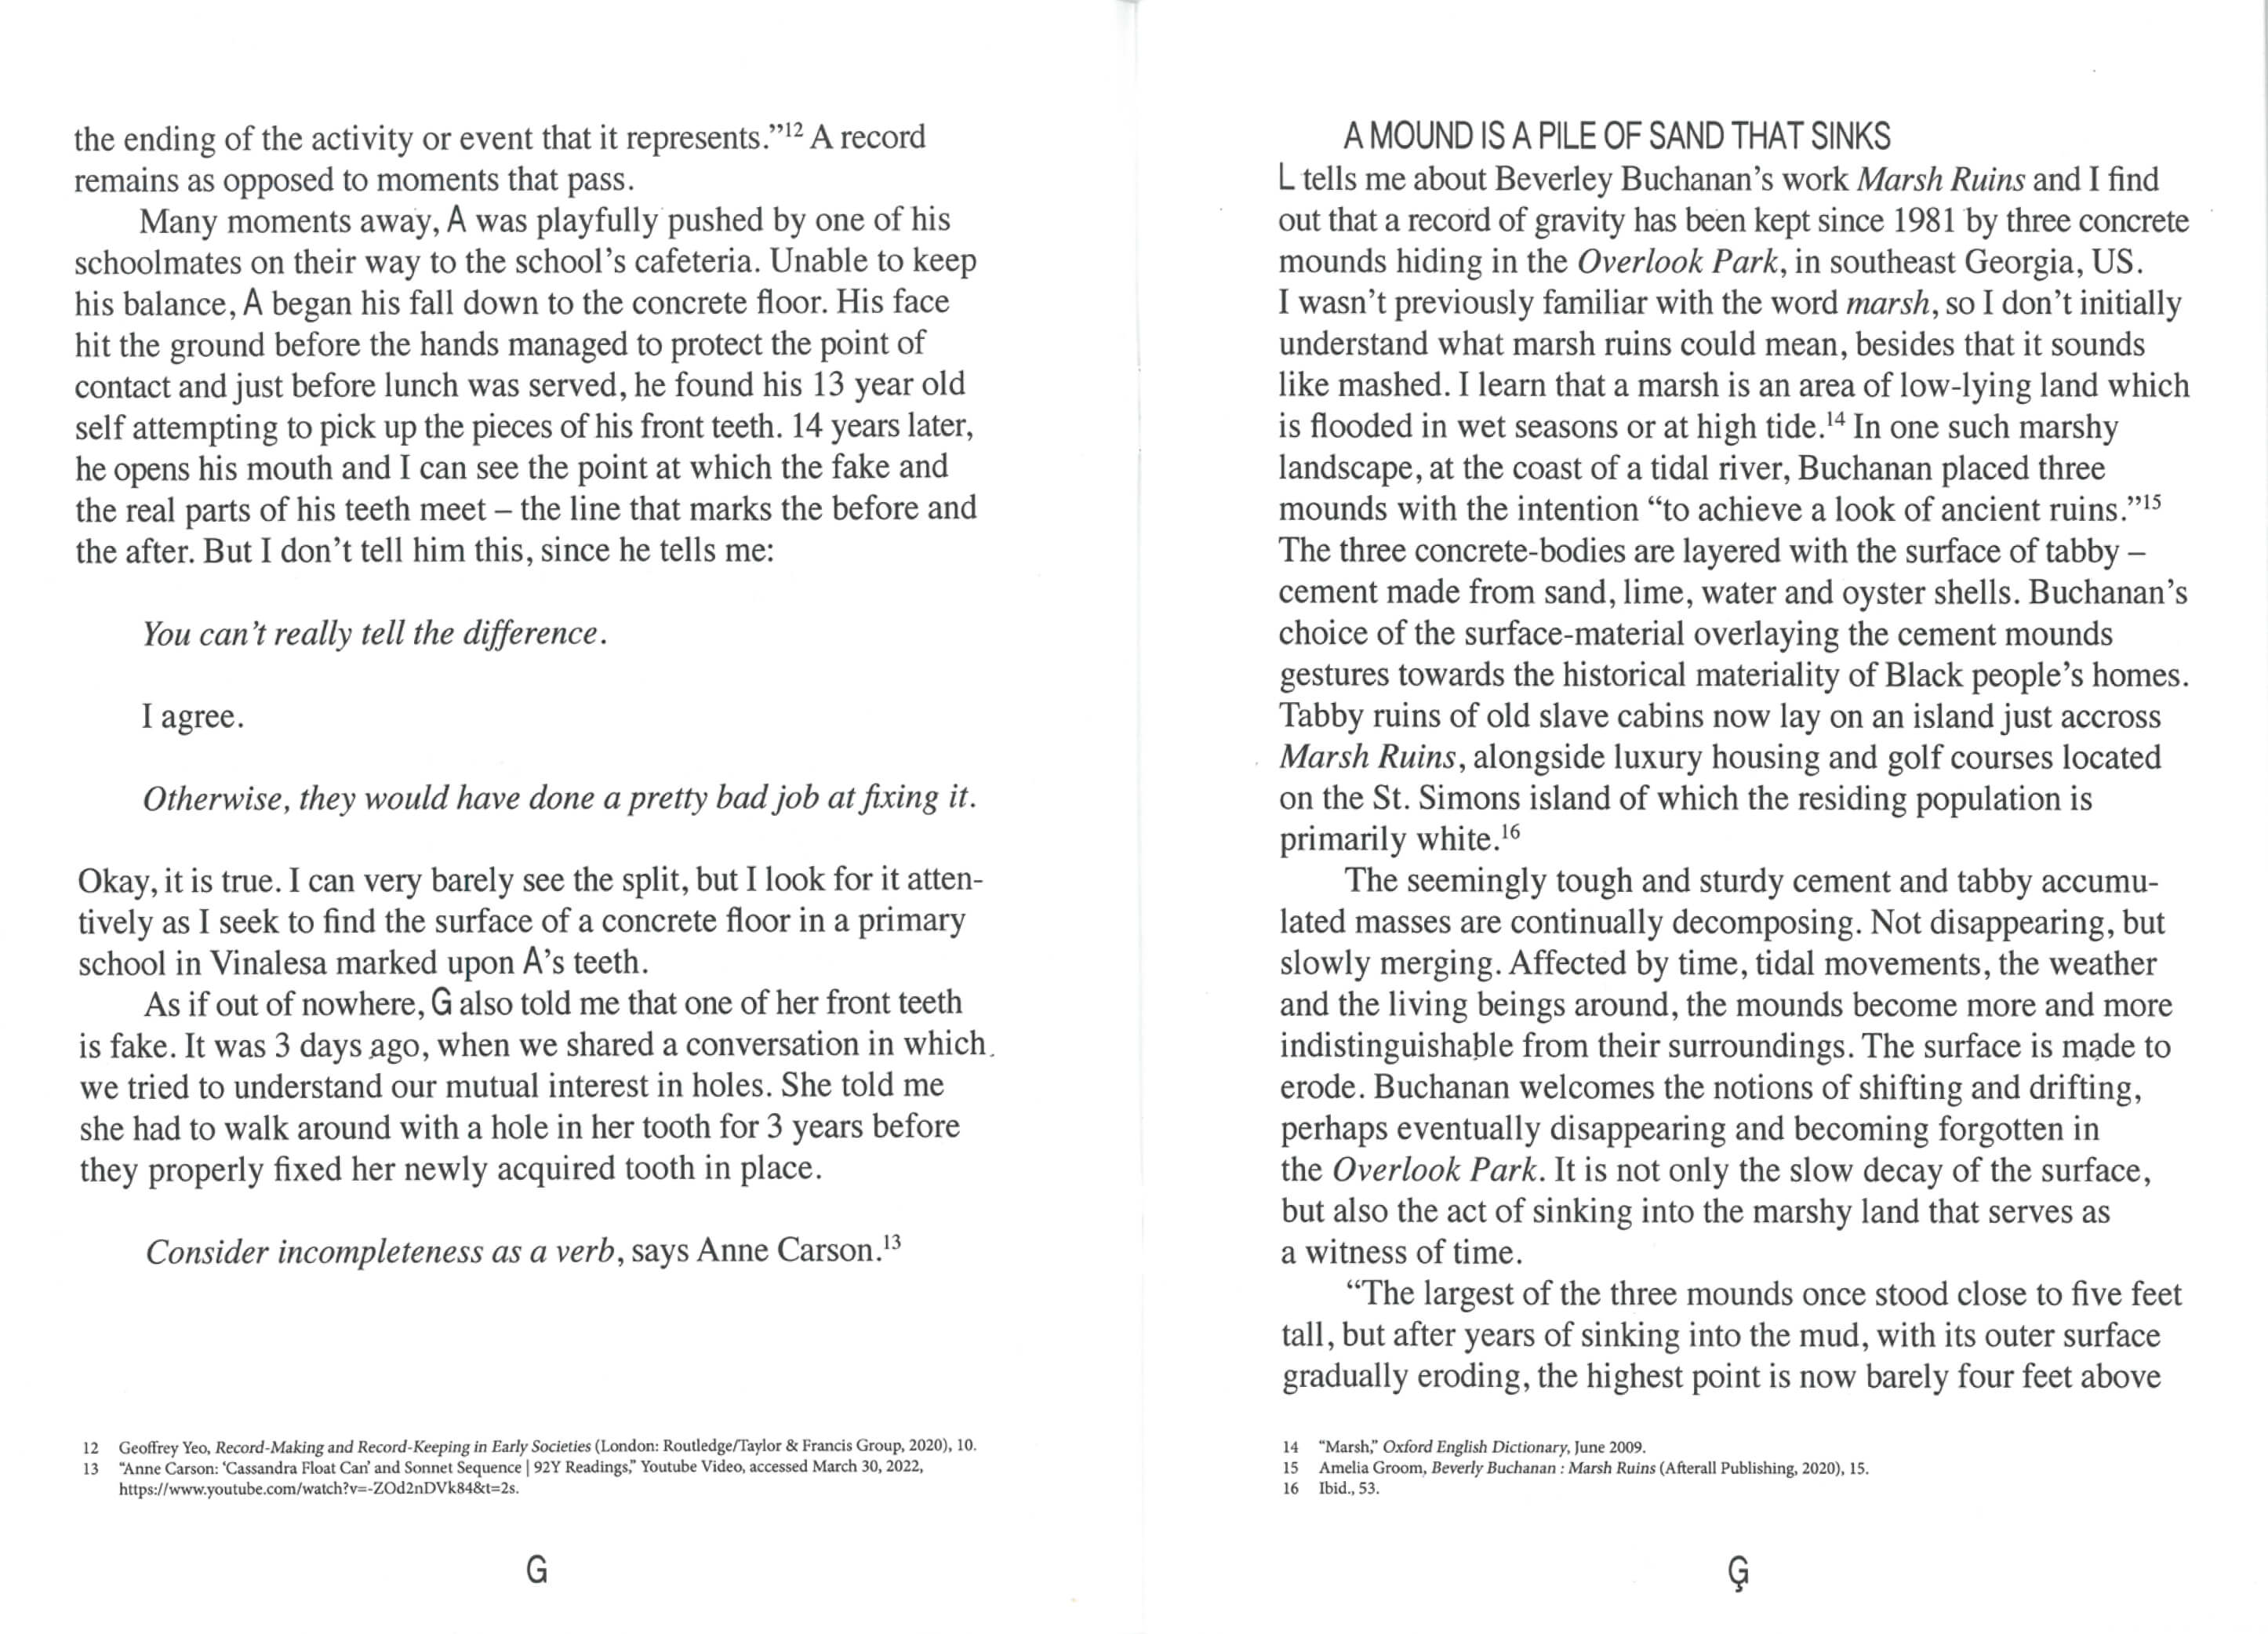 the ending of the activity or event that it represents.”12 A record
remains as opposed to moments that pass.
Many moments away, A was playfully pushed by one of his
schoolmates on their way to the school’s cafeteria. Unable to keep
his balance, A began his fall down to the concrete floor. His face
hit the ground before the hands managed to protect the point of
contact and just before lunch was served, he found his 13 year old
self attempting to pick up the pieces of his front teeth. 14 years later,
he opens his mouth and I can see the point at which the fake and
the real parts of his teeth meet – the line that marks the before and
the after. But I don’t tell him this, since he tells me:
You can’t really tell the difference.
I agree.
Otherwise, they would have done a pretty bad job at fixing it.
Okay, it is true. I can very barely see the split, but I look for it atten-
tively as I seek to find the surface of a concrete floor in a primary
school in Vinalesa marked upon A’s teeth.
As if out of nowhere, G also told me that one of her front teeth
is fake. It was 3 days ago, when we shared a conversation in which
we tried to understand our mutual interest in holes. She told me
she had to walk around with a hole in her tooth for 3 years before
they properly fixed her newly acquired tooth in place.
Consider incompleteness as a verb, says Anne Carson.13
12 Geoffrey Yeo, Record-Making and Record-Keeping in Early Societies (London: Routledge/Taylor & Francis Group, 2020), 10.
13 “Anne Carson: ‘Cassandra Float Can’ and Sonnet Sequence | 92Y Readings,” Youtube Video, accessed March 30, 2022,
https://www.youtube.com/watch?v=-ZOd2nDVk84&t=2s.
G
A MOUND IS A PILE OF SAND THAT SINKS
L tells me about Beverley Buchanan’s work Marsh Ruins and I find
out that a record of gravity has been kept since 1981 by three concrete
mounds hiding in the Overlook Park, in southeast Georgia, US.
I wasn’t previously familiar with the word marsh, so I don’t initially
understand what marsh ruins could mean, besides that it sounds
like mashed. I learn that a marsh is an area of low-lying land which
is flooded in wet seasons or at high tide.14 In one such marshy
landscape, at the coast of a tidal river, Buchanan placed three
mounds with the intention “to achieve a look of ancient ruins.”15
The three concrete-bodies are layered with the surface of tabby –
cement made from sand, lime, water and oyster shells. Buchanan’s
choice of the surface-material overlaying the cement mounds
gestures towards the historical materiality of Black people’s homes.
Tabby ruins of old slave cabins now lay on an island just accross
Marsh Ruins, alongside luxury housing and golf courses located
on the St. Simons island of which the residing population is
primarily white.16
The seemingly tough and sturdy cement and tabby accumu-
lated masses are continually decomposing. Not disappearing, but
slowly merging. Affected by time, tidal movements, the weather
and the living beings around, the mounds become more and more
indistinguishable from their surroundings. The surface is made to
erode. Buchanan welcomes the notions of shifting and drifting,
perhaps eventually disappearing and becoming forgotten in
the Overlook Park. It is not only the slow decay of the surface,
but also the act of sinking into the marshy land that serves as
a witness of time.
“The largest of the three mounds once stood close to five feet
tall, but after years of sinking into the mud, with its outer surface
gradually eroding, the highest point is now barely four feet above
14 “Marsh,” Oxford English Dictionary, June 2009.
15 Amelia Groom, Beverly Buchanan : Marsh Ruins (Afterall Publishing, 2020), 15.
16 Ibid., 53.
Ģ